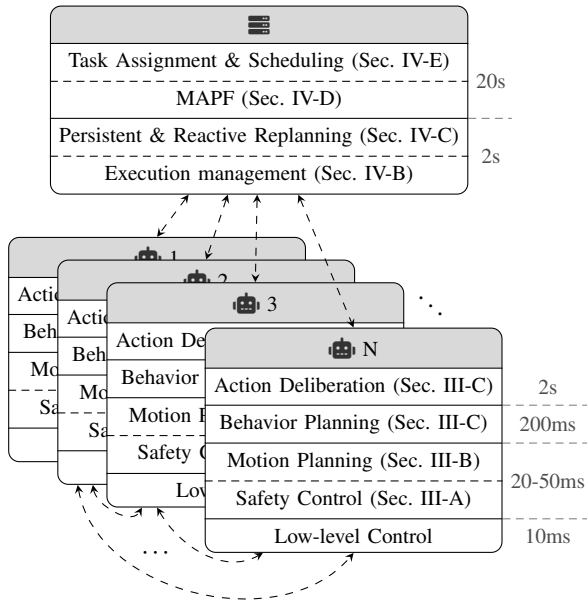 Task Assignment & Scheduling (Sec. IV-E)
20s
MAPF (Sec. IV-D)
Persistent & Reactive Replanning (Sec. IV-C)
2s
Execution management (Sec. IV-B)
1
2
3
N
Action Deliberation (Sec. III-C)
2s
Behavior Planning (Sec. III-C)
200ms
Motion Planning (Sec. III-B)
20-50ms
Safety Control (Sec. III-A)
Low-level Control
10ms